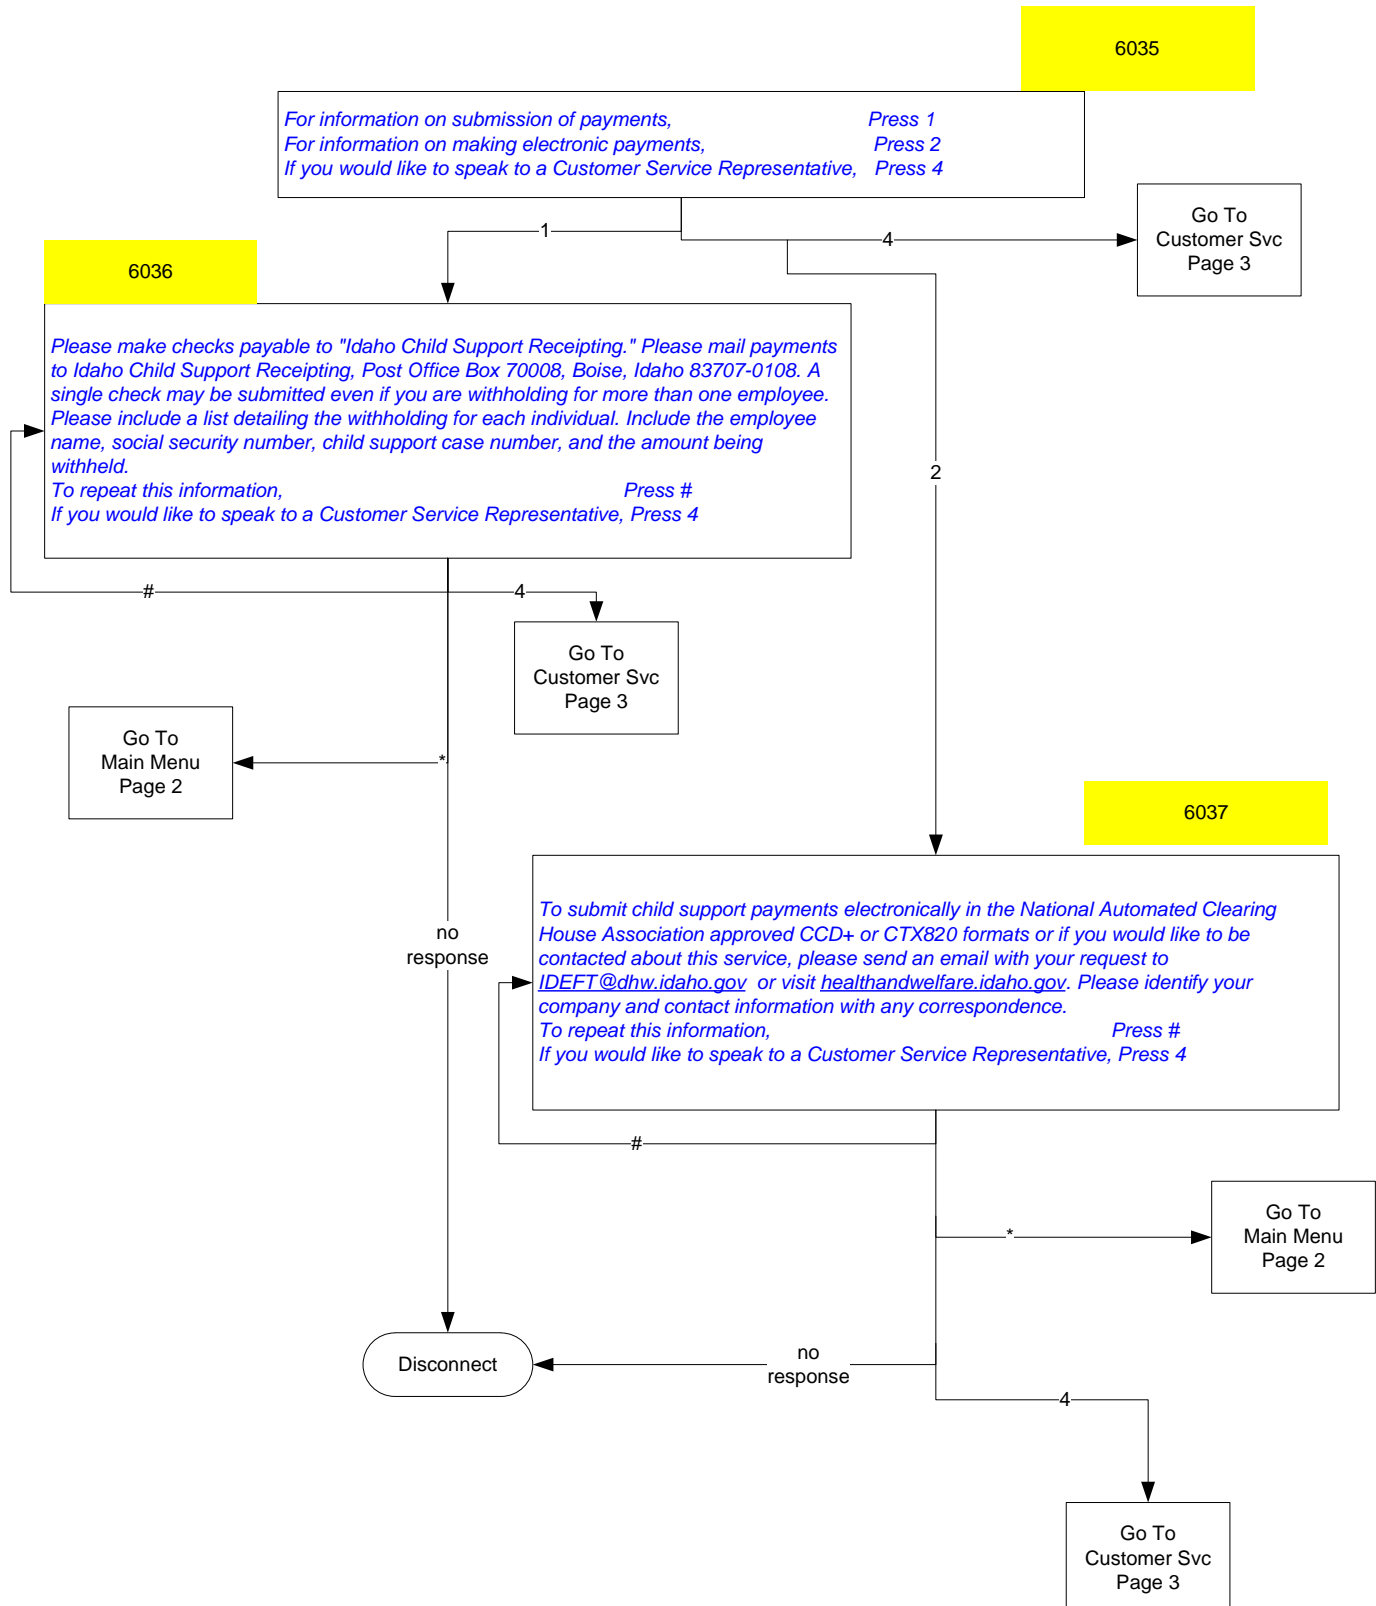 6035
For information on submission of payments, Press 1
For information on making electronic payments, Press 2
If you would like to speak to a Customer Service Representative, Press 4
1
4
Go To
Customer Svc
Page 3
6036
Please make checks payable to "Idaho Child Support Receipting." Please mail payments
to Idaho Child Support Receipting, Post Office Box 70008, Boise, Idaho 83707-0108. A
single check may be submitted even if you are withholding for more than one employee.
Please include a list detailing the withholding for each individual. Include the employee
name, social security number, child support case number, and the amount being
withheld.
To repeat this information, Press #
If you would like to speak to a Customer Service Representative, Press 4
2
#
4
Go To
Customer Svc
Page 3
Go To
Main Menu
Page 2
*
6037
no
response
To submit child support payments electronically in the National Automated Clearing
House Association approved CCD+ or CTX820 formats or if you would like to be
contacted about this service, please send an email with your request to
IDEFT@dhw.idaho.gov or visit healthandwelfare.idaho.gov. Please identify your
company and contact information with any correspondence.
To repeat this information, Press #
If you would like to speak to a Customer Service Representative, Press 4
#
*
Go To
Main Menu
Page 2
Disconnect
no
response
4
Go To
Customer Svc
Page 3